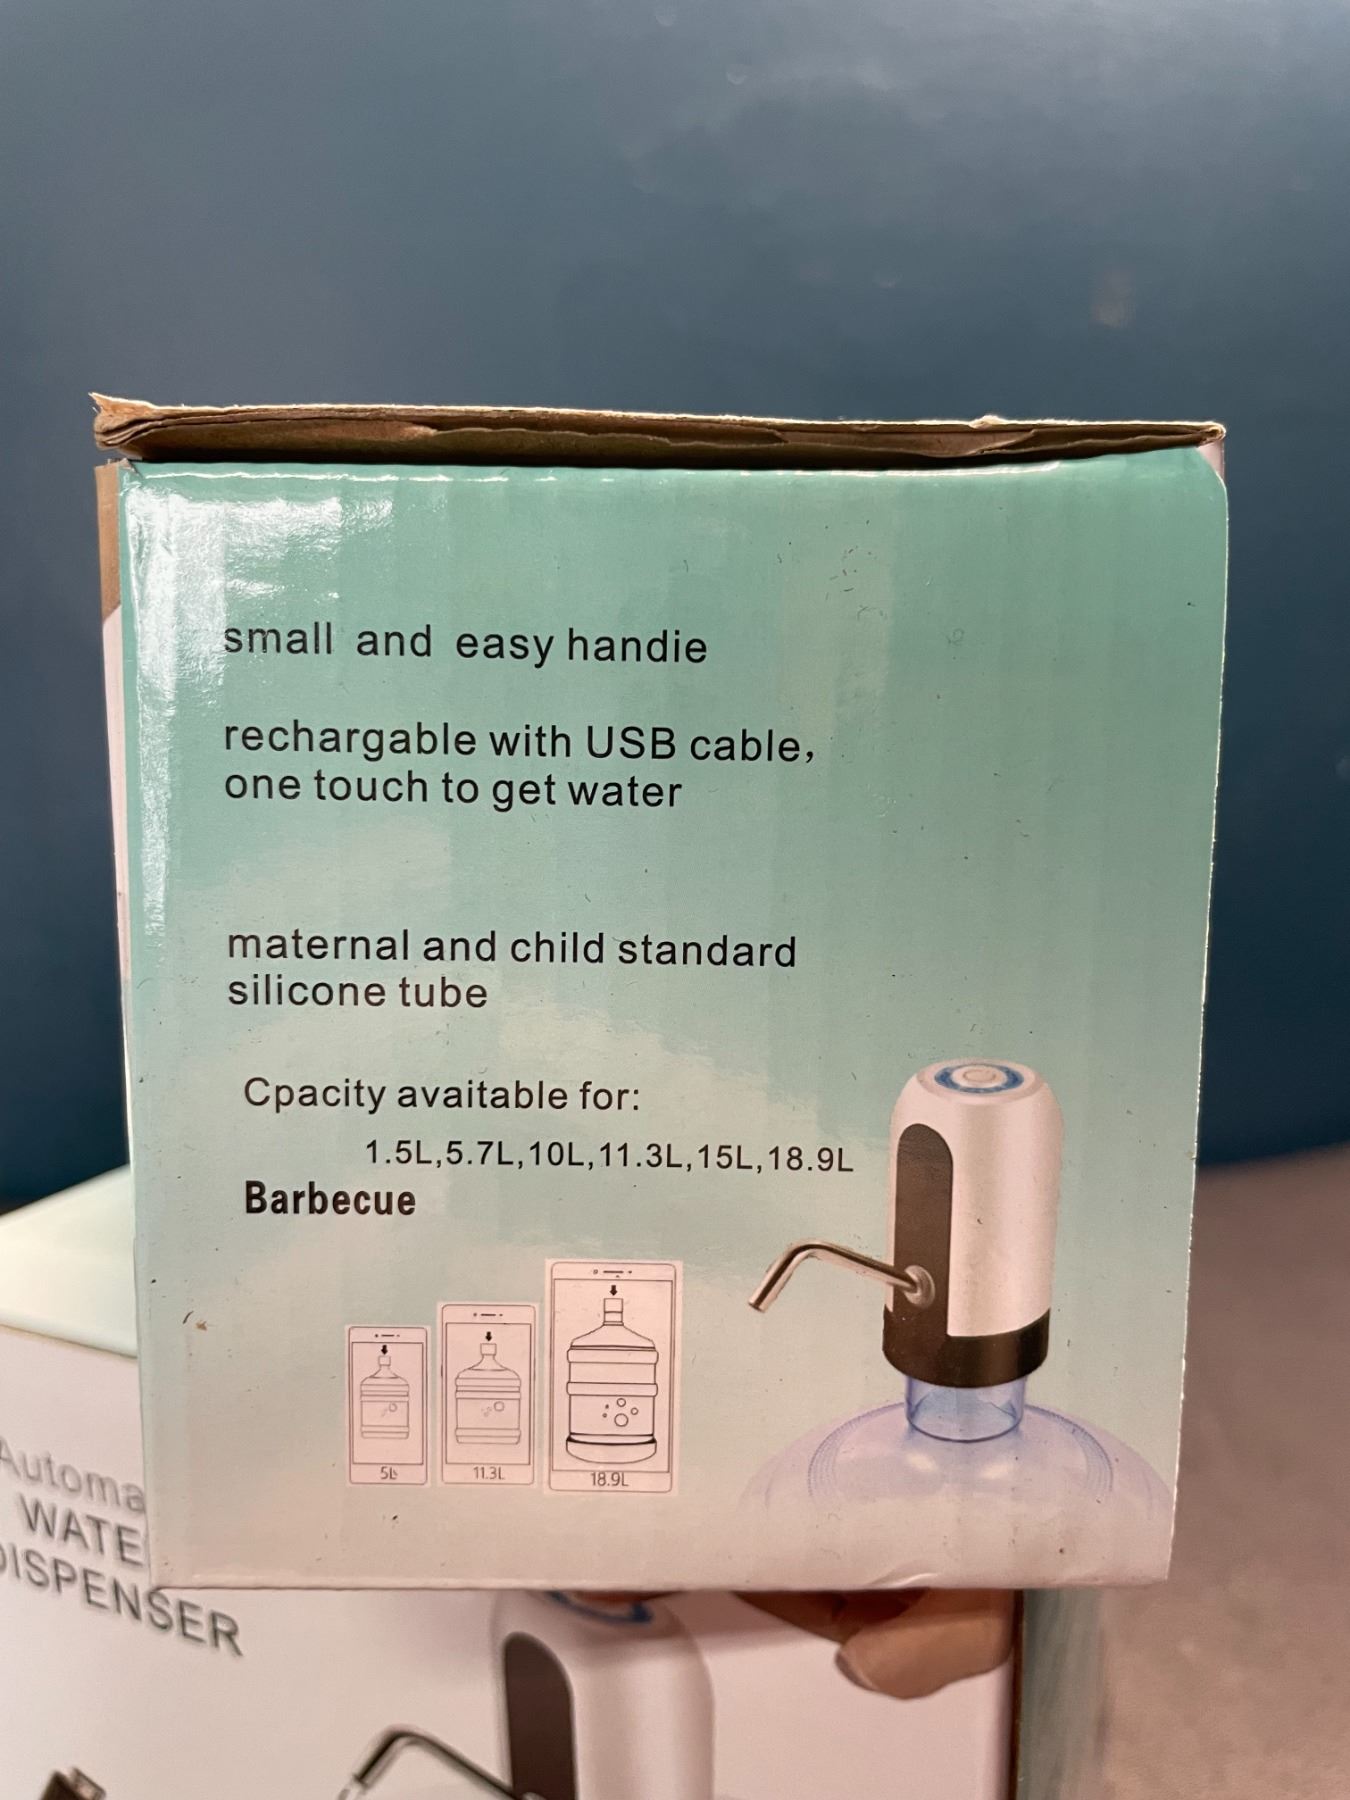 small and easy handie
rechargable with USB cable,
one touch to get water
maternal and child standard
silicone tube
Cpacity avaitable for:
1.5L,5.7L,10L,11.3L,15L,18.9L
Barbecue
5L
11.3L
18.9L
Automa
WATE
DISPENSER